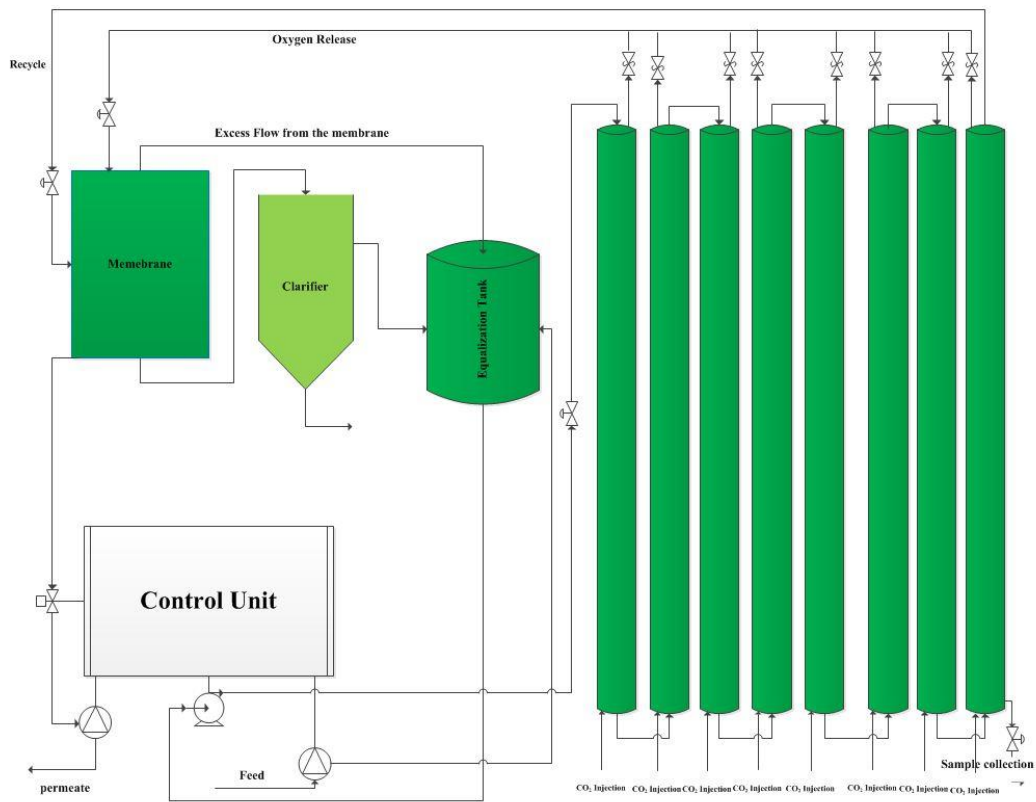 Oxygen Release
Recycle
Excess Flow from the membrane
Memebrane
Clarifier
Equalization Tank
Control Unit
Feed
permeate
Sample collection
CO₂ Injection
CO₂ Injection
CO₂ Injection
CO₂ Injection
CO₂ Injection
CO₂ Injection
CO₂ Injection
CO₂ Injection